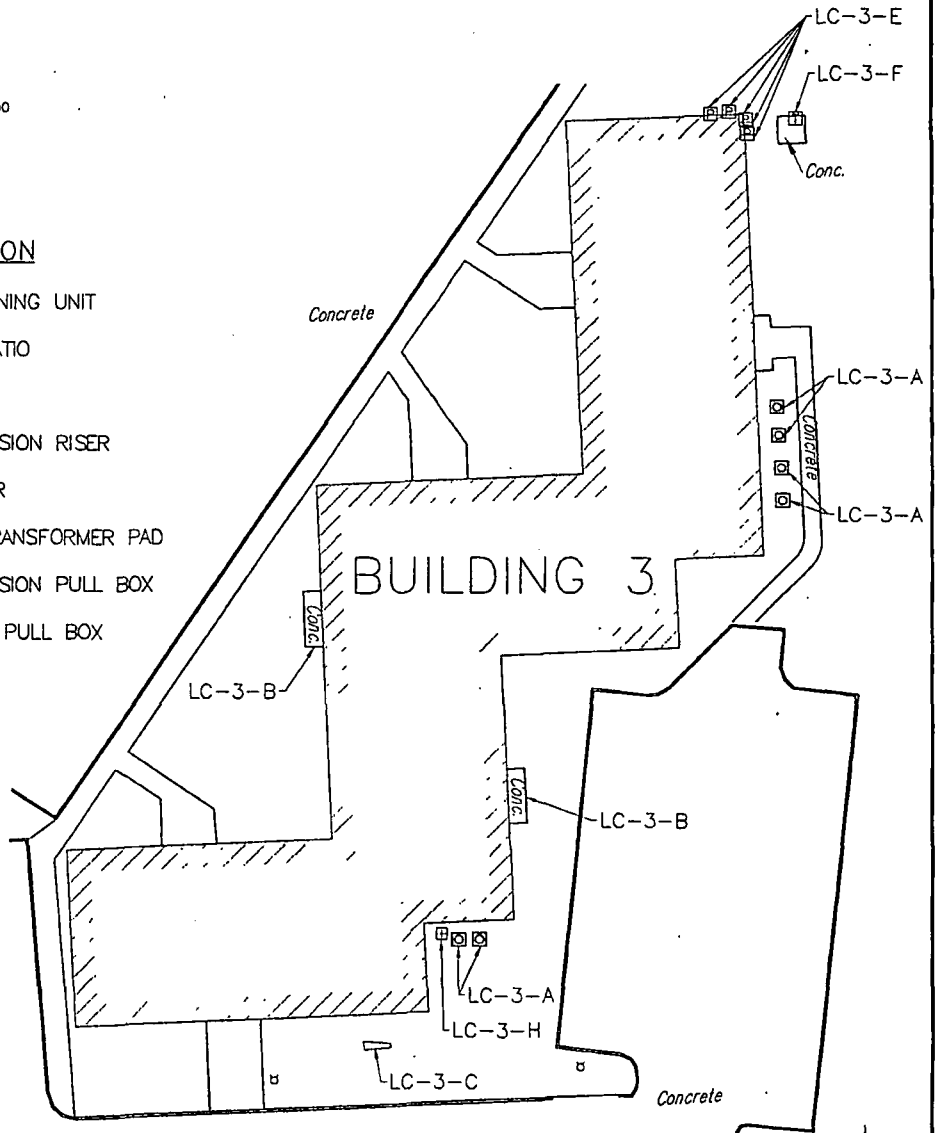 LC-3-E
LC-3-F
Conc.
ON
NING UNIT
ATIO
SION RISER
R
RANSFORMER PAD
SION PULL BOX
PULL BOX
Concrete
LC-3-A
Concrete
LC-3-A
BUILDING 3
Conc.
LC-3-B
Conc.
LC-3-B
LC-3-A
LC-3-H
LC-3-C
Concrete